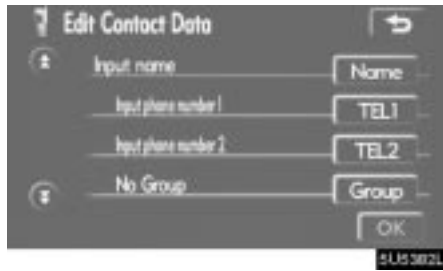 Edit Contact Data
Input name Name
Input phone number 1 TEL1
Input phone number 2 TEL2
No Group Group
OK